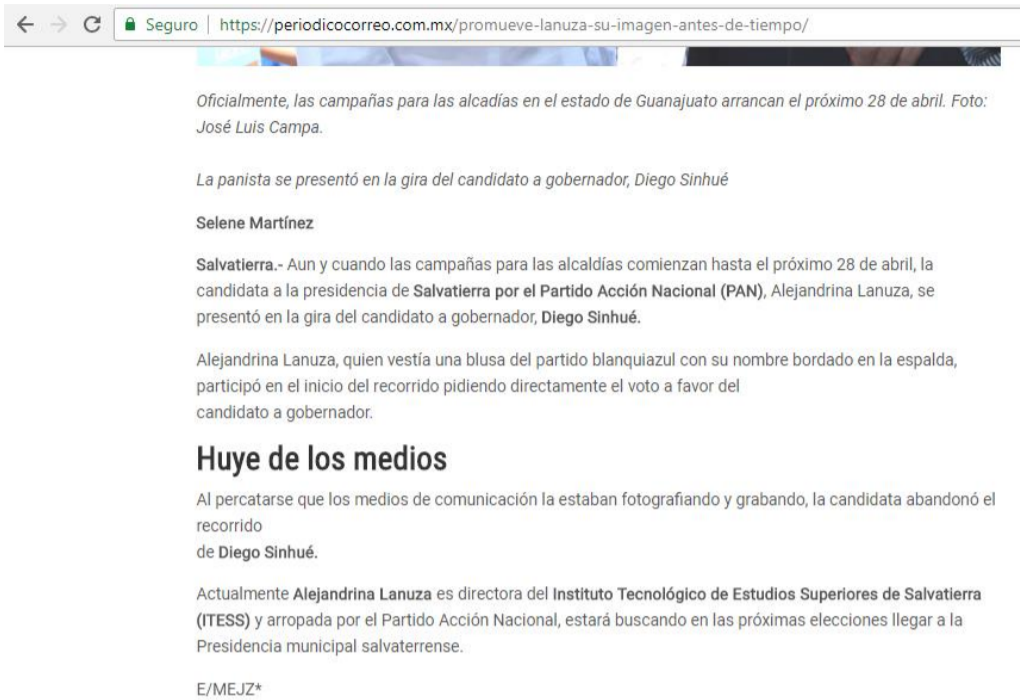 Seguro | https://periodicocorreo.com.mx/promueve-lanuza-su-imagen-antes-de-tiempo/
Oficialmente, las campañas para las alcadías en el estado de Guanajuato arrancan el próximo 28 de abril. Foto:
José Luis Campa.
La panista se presentó en la gira del candidato a gobernador, Diego Sinhué
Selene Martínez
Salvatierra.- Aun y cuando las campañas para las alcaldías comienzan hasta el próximo 28 de abril, la
candidata a la presidencia de Salvatierra por el Partido Acción Nacional (PAN), Alejandrina Lanuza, se
presentó en la gira del candidato a gobernador, Diego Sinhué.
Alejandrina Lanuza, quien vestía una blusa del partido blanquiazul con su nombre bordado en la espalda,
participó en el inicio del recorrido pidiendo directamente el voto a favor del
candidato a gobernador.
Huye de los medios
Al percatarse que los medios de comunicación la estaban fotografiando y grabando, la candidata abandonó el
recorrido
de Diego Sinhué.
Actualmente Alejandrina Lanuza es directora del Instituto Tecnológico de Estudios Superiores de Salvatierra
(ITESS) y arropada por el Partido Acción Nacional, estará buscando en las próximas elecciones llegar a la
Presidencia municipal salvaterrense.
E/MEJZ*